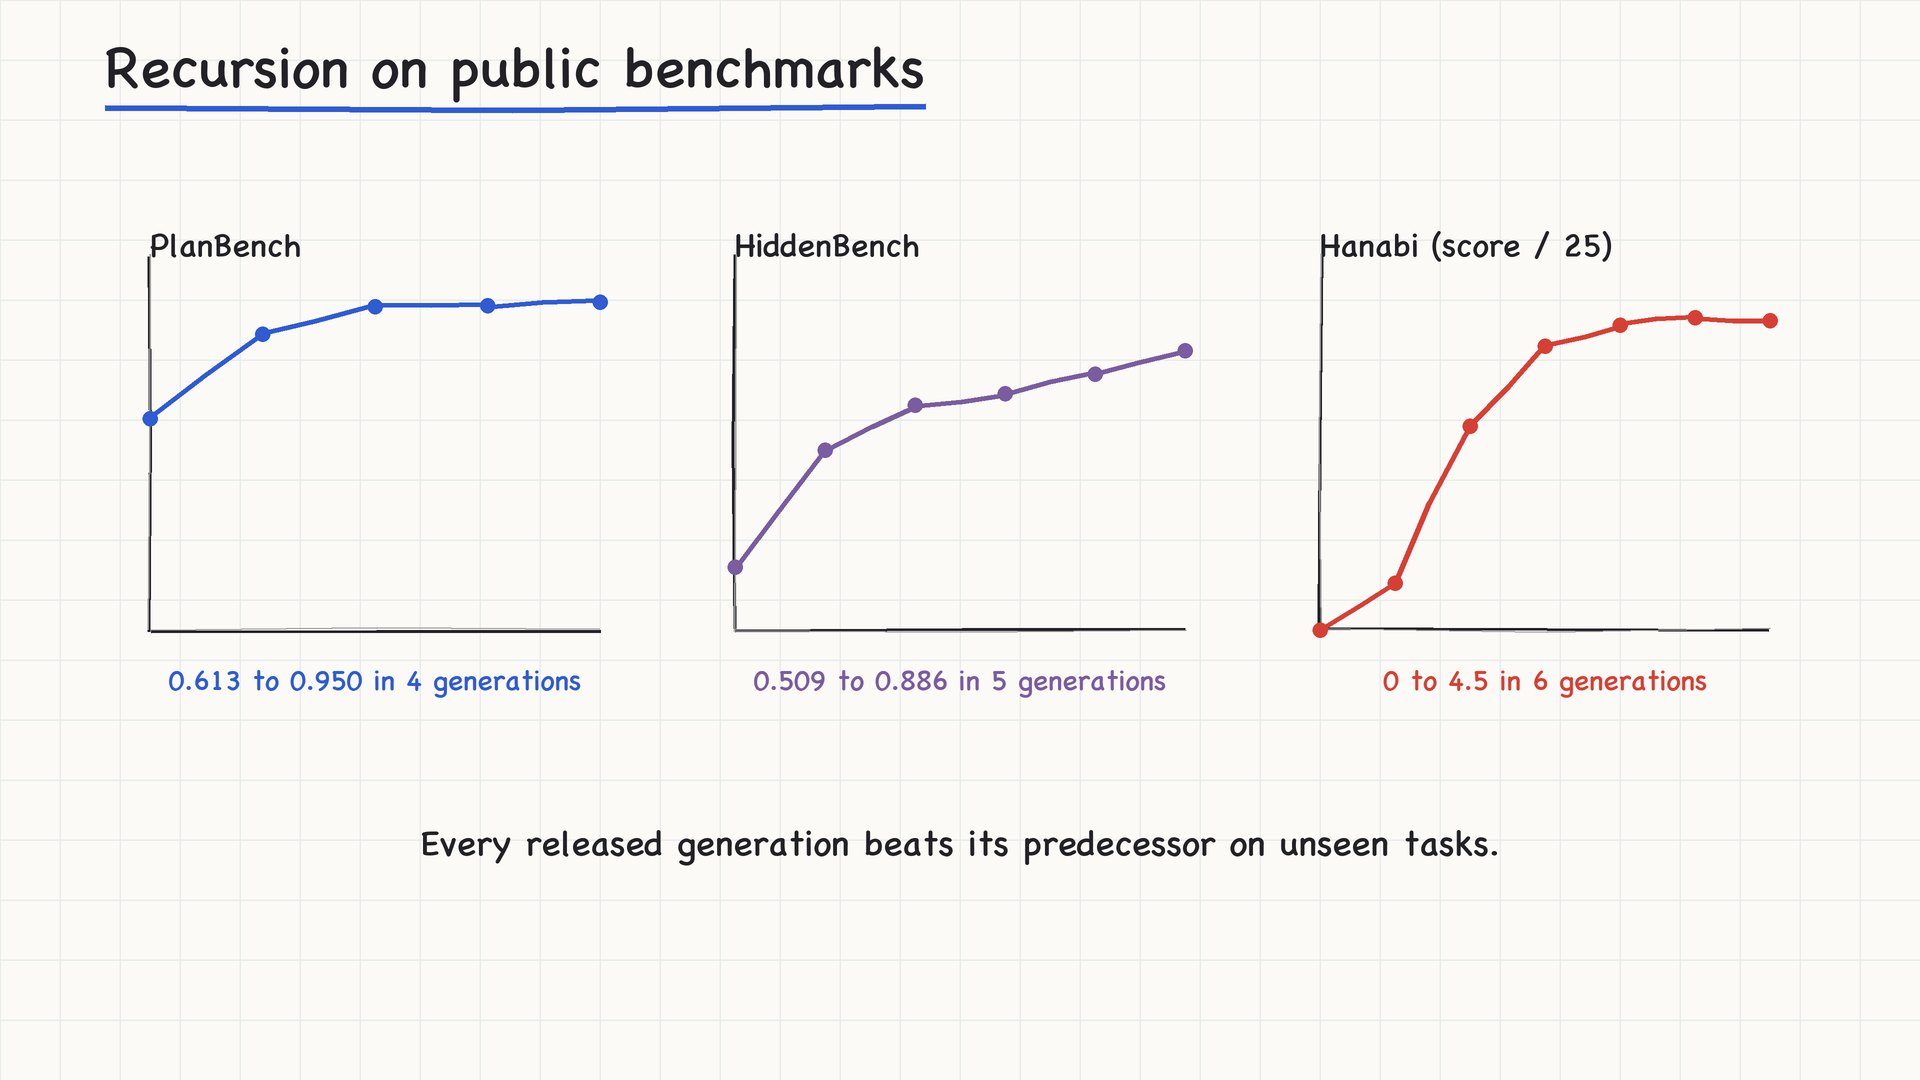 Recursion on public benchmarks
PlanBench
HiddenBench
Hanabi (score / 25)
0.613 to 0.950 in 4 generations
0.509 to 0.886 in 5 generations
0 to 4.5 in 6 generations
Every released generation beats its predecessor on unseen tasks.